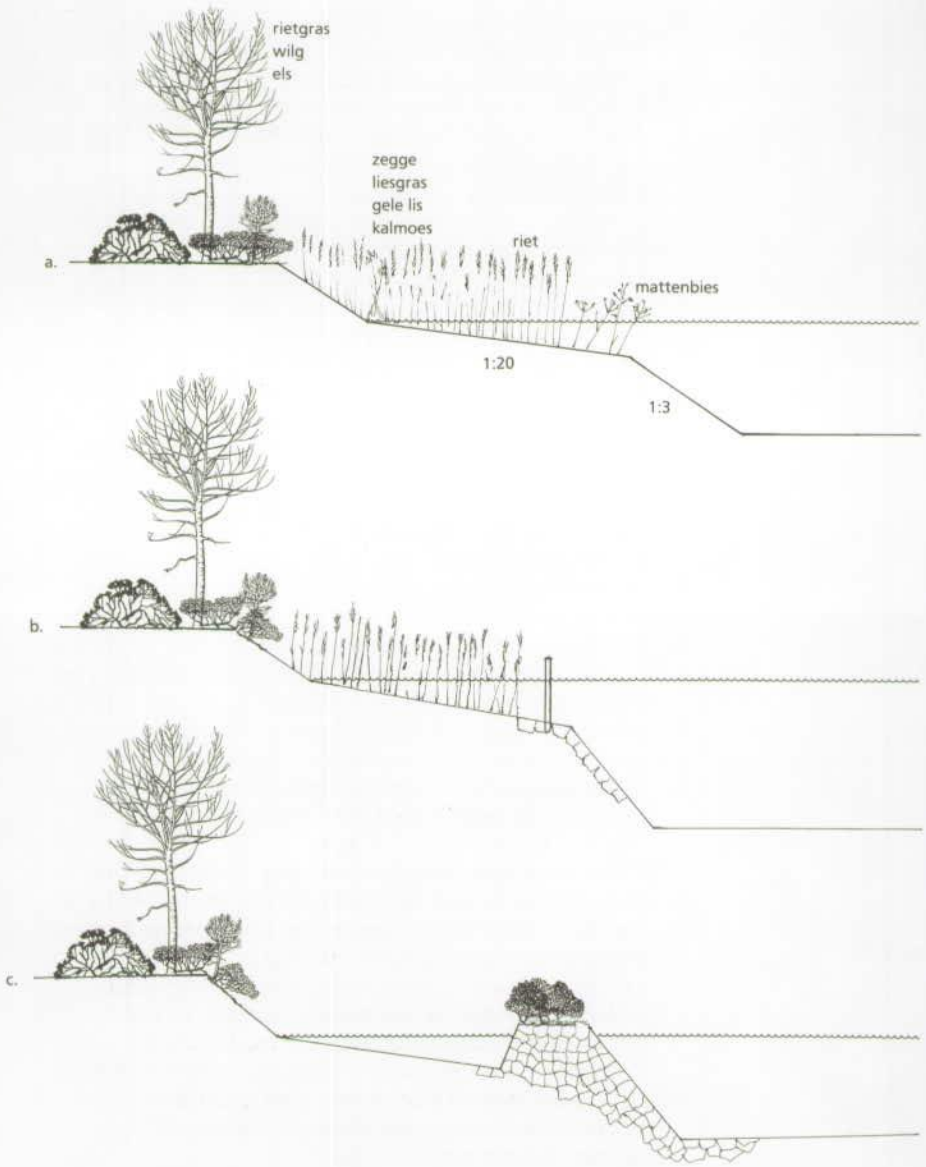 rietgras
wilg
els
zegge
liesgras
gele lis
kalmoes
riet
mattenbies
a.
1:20
1:3
b.
c.